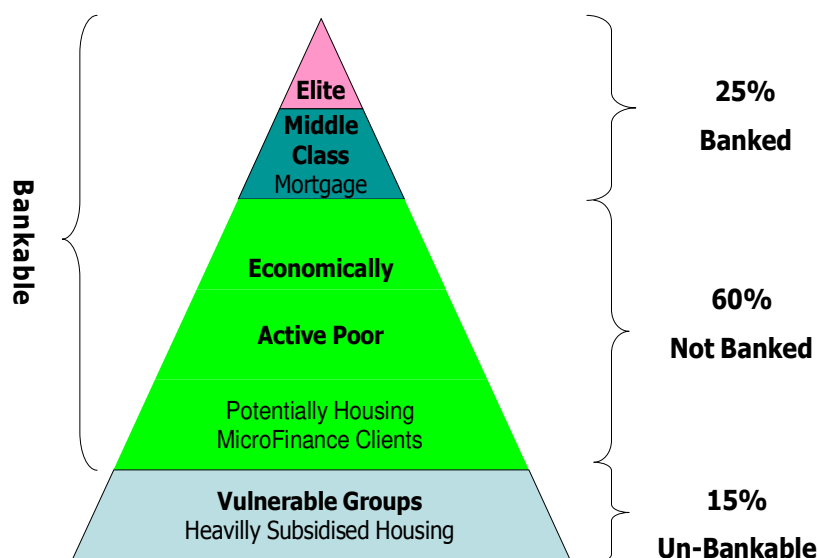 Bankable
Elite
Middle
Class
Mortgage
Economically
Active Poor
Potentially Housing
MicroFinance Clients
Vulnerable Groups
Heavilly Subsidised Housing
25%
Banked
60%
Not Banked
15%
Un-Bankable